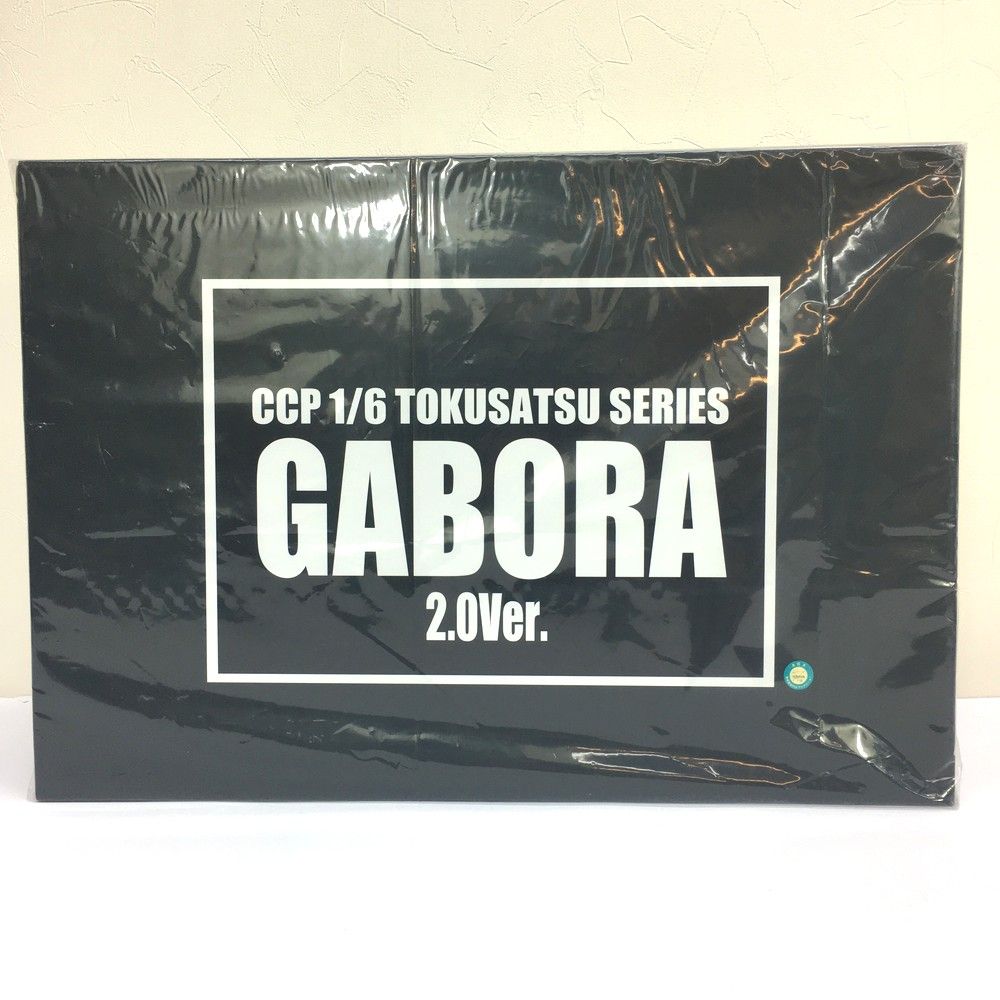 CCP 1/6 TOKUSATSU SERIES
GABORA
2.0Ver.